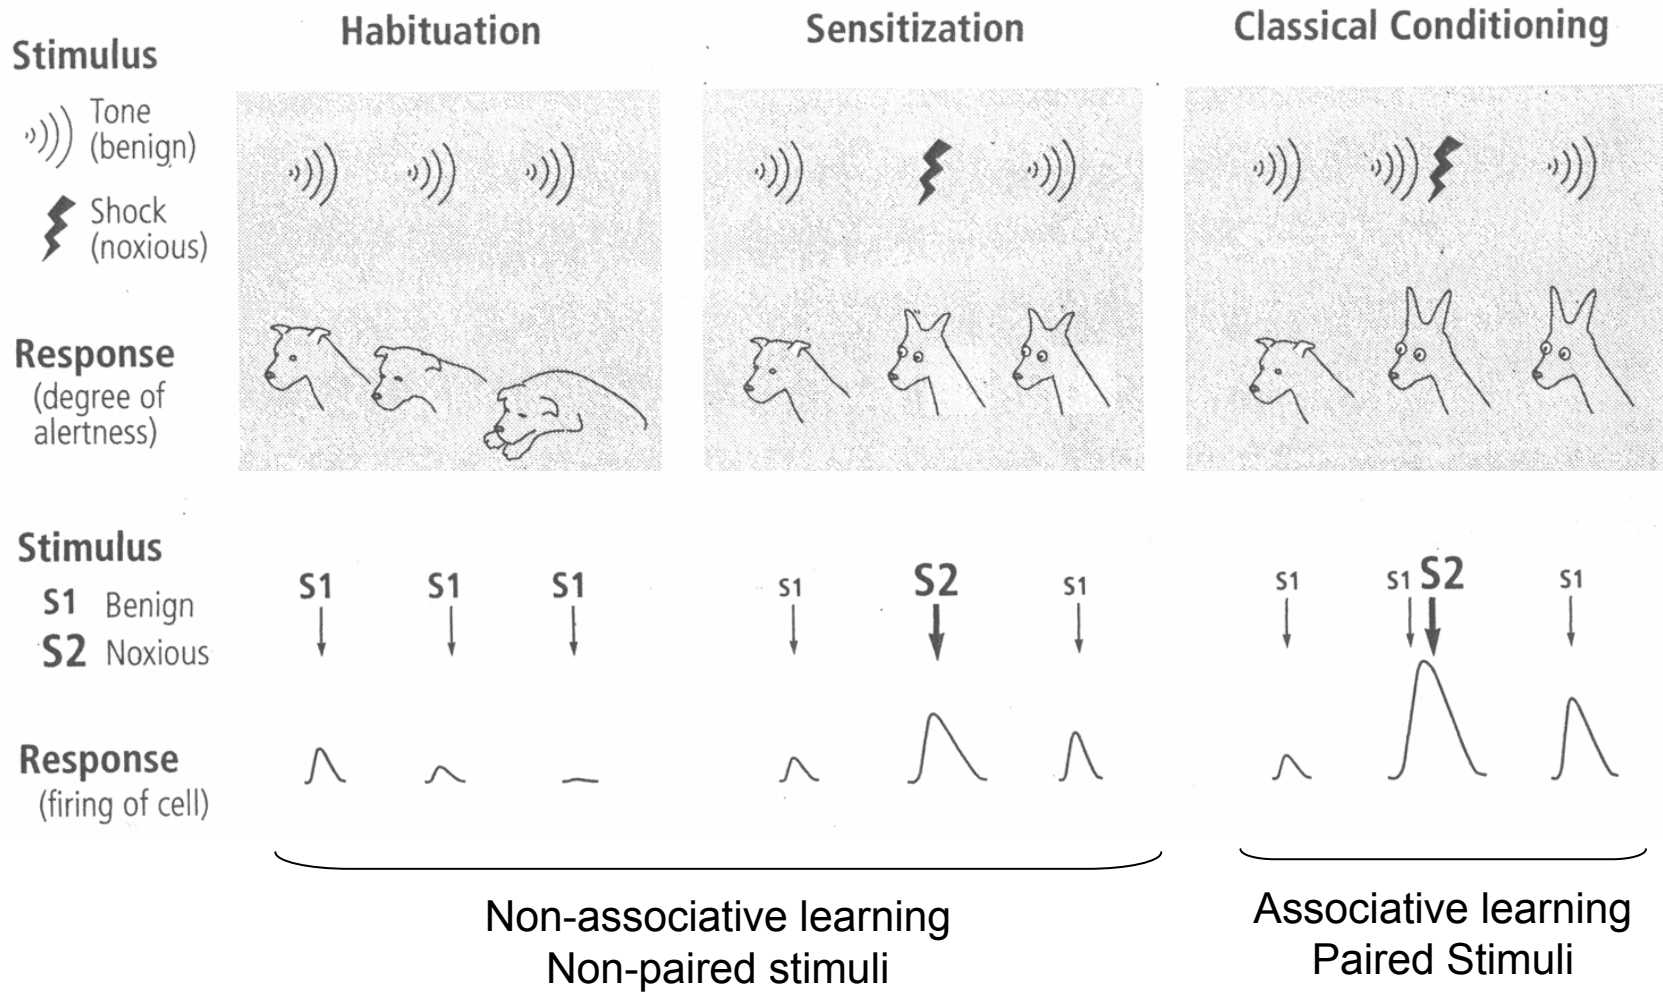 Habituation
Sensitization
Classical Conditioning
Stimulus
Tone
(benign)
Shock
(noxious)
Response
(degree of
alertness)
Stimulus
S1 Benign
S2 Noxious
S1 S1 S1
S1 S2 S1
S1 S1 S2 S1
Response
(firing of cell)
Non-associative learning
Non-paired stimuli
Associative learning
Paired Stimuli